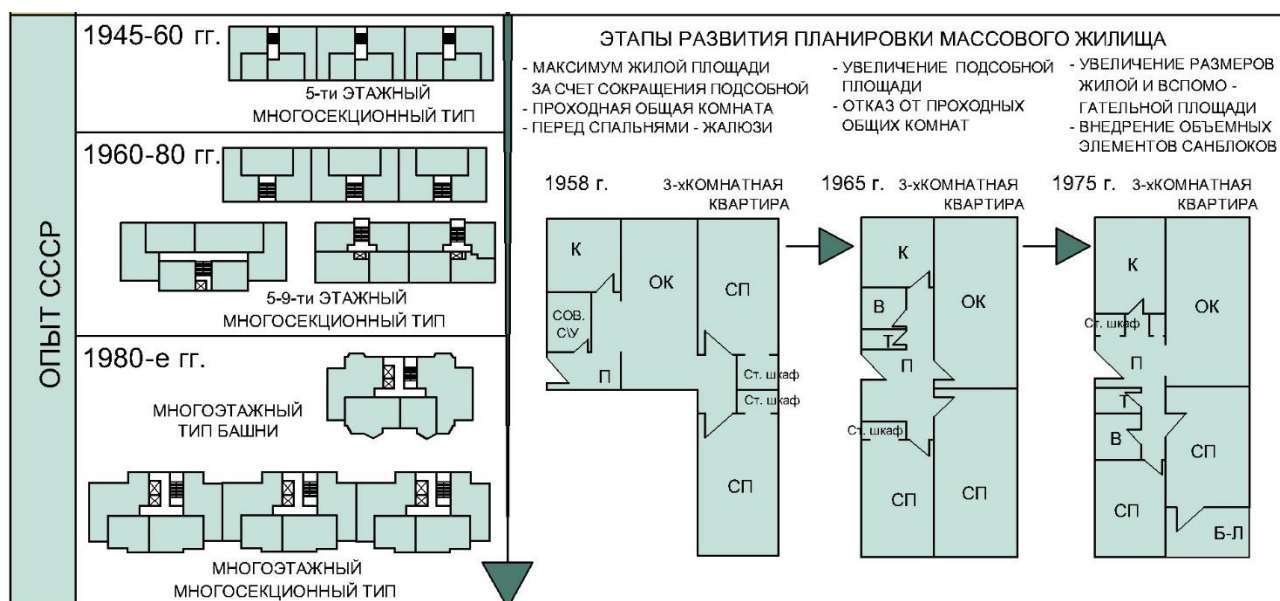 ОПЫТ СССР
1945-60 гг.
5-ти ЭТАЖНЫЙ
МНОГОСЕКЦИОННЫЙ ТИП
1960-80 гг.
5-9-ти ЭТАЖНЫЙ
МНОГОСЕКЦИОННЫЙ ТИП
1980-е гг.
МНОГОЭТАЖНЫЙ
ТИП БАШНИ
МНОГОЭТАЖНЫЙ
МНОГОСЕКЦИОННЫЙ ТИП
ЭТАПЫ РАЗВИТИЯ ПЛАНИРОВКИ МАССОВОГО ЖИЛИЩА
- МАКСИМУМ ЖИЛОЙ ПЛОЩАДИ
ЗА СЧЕТ СОКРАЩЕНИЯ ПОДСОБНОЙ
- ПРОХОДНАЯ ОБЩАЯ КОМНАТА
- ПЕРЕД СПАЛЬНЯМИ - ЖАЛЮЗИ
- УВЕЛИЧЕНИЕ ПОДСОБНОЙ
ПЛОЩАДИ
- ОТКАЗ ОТ ПРОХОДНЫХ
ОБЩИХ КОМНАТ
- УВЕЛИЧЕНИЕ РАЗМЕРОВ
ЖИЛОЙ И ВСПОМО -
ГАТЕЛЬНОЙ ПЛОЩАДИ
- ВНЕДРЕНИЕ ОБЪЕМНЫХ
ЭЛЕМЕНТОВ САНБЛОКОВ
1958 г. 3-хКОМНАТНАЯ
КВАРТИРА
К
ОК
СП
СОВ.
С\У
П
Ст. шкаф
Ст. шкаф
СП
1965 г. 3-хКОМНАТНАЯ
КВАРТИРА
К
ОК
В
Т
П
Ст. шкаф
СП
СП
1975 г. 3-хКОМНАТНАЯ
КВАРТИРА
К
ОК
Ст. шкаф
П
Т
В
СП
СП
Б-Л